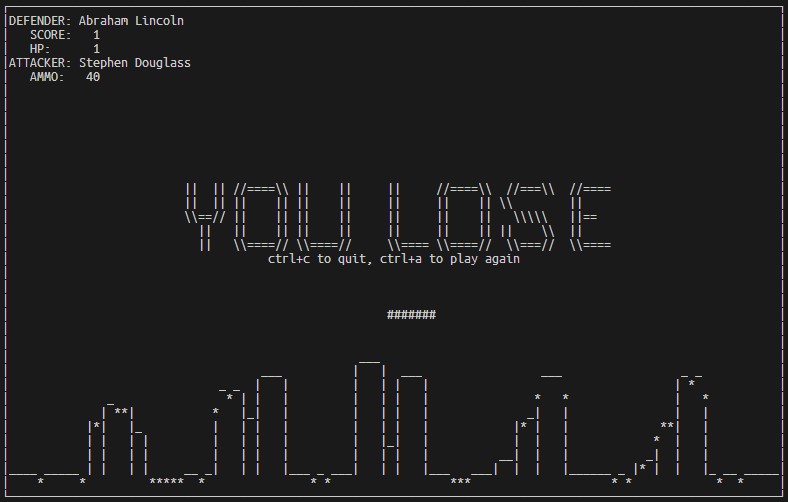 DEFENDER: Abraham Lincoln
SCORE: 1
HP: 1
ATTACKER: Stephen Douglass
AMMO: 40
YOU LOSE
ctrl+c to quit, ctrl+a to play again
#######